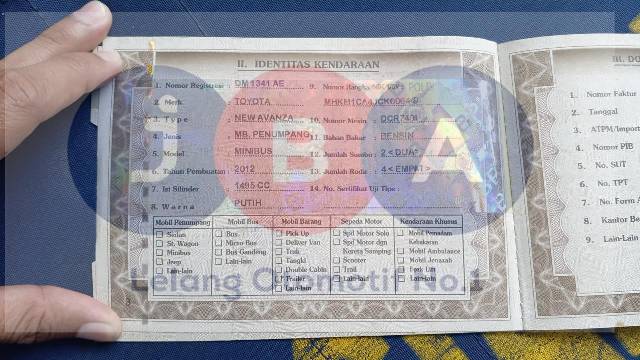 II. IDENTITAS KENDARAAN
1. Nomor Registrasi : DM 1341 AE
2. Merk : TOYOTA
3. Type : NEW AVANZA
4. Jenis : MB. PENUMPANG
5. Model : MINIBUS
6. Tahun Pembuatan : 2012
7. Isi Silinder : 1495 CC
8. Warna : PUTIH
9. Nomor Rangka
10. Nomor Mesin :
11. Bahan Bakar : BENSIN
12. Jumlah Sumbu : 2 < DUA >
13. Jumlah Roda : 4 < EMPAT >
14. No. Sertifikat Uji Tipe :
Mobil Penumpang
Sedan
St. Wagon
Minibus
Jeep
Lain-lain
Mobil Bus
Bus
Micro Bus
Bus Gandeng
Lain-lain
Mobil Barang
Pick Up
Deliver Van
Truk
Tangki
Double Cabin
Trailer
Lain-lain
Sepeda Motor
Spd Motor Solo
Spd Motor dgn
Kereta Samping
Scooter
Trail
Lain-lain
Kendaraan Khusus
Mobil Pemadam
Kebakaran
Mobil Ambulance
Mobil Jenazah
Fork Lift
Lain-lain
III. DO
1. Nomor Faktur
2. Tanggal
3. ATPM/Import
4. Nomor PIB
5. No. SUT
6. No. TPT
7. No. Form A
8. Kantor Be
9. Lain-Lain
BA
Lelang Otomotif No.1